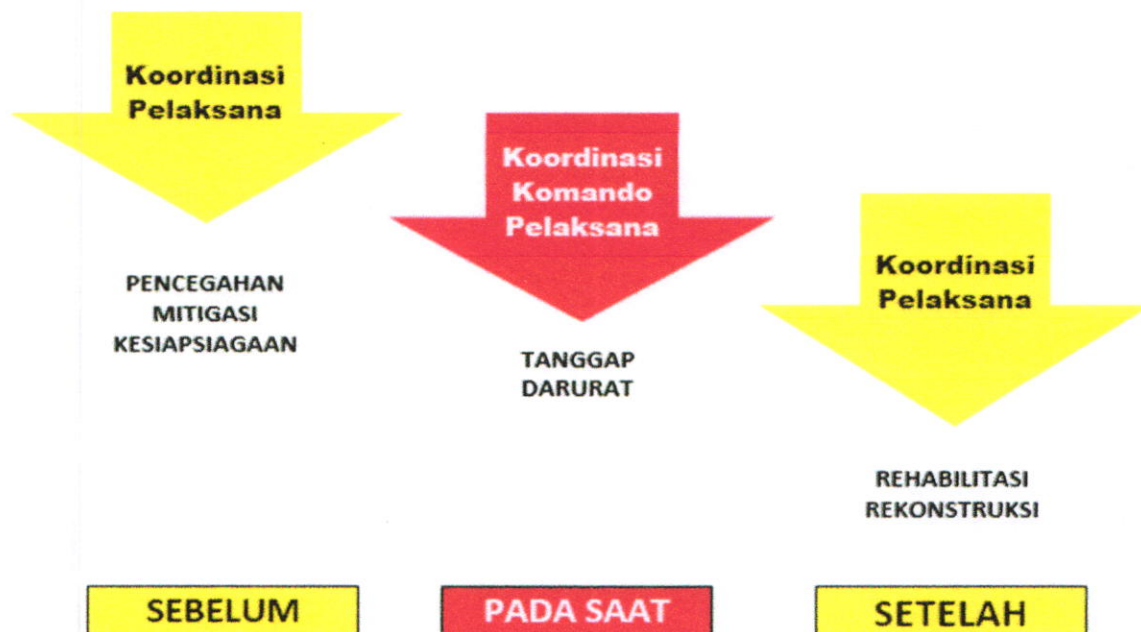 Koordinasi
Pelaksana
PENCEGAHAN
MITIGASI
KESIAPSIAGAAN
Koordinasi
Komando
Pelaksana
TANGGAP
DARURAT
Koordinasi
Pelaksana
REHABILITASI
REKONSTRUKSI
SEBELUM
PADA SAAT
SETELAH